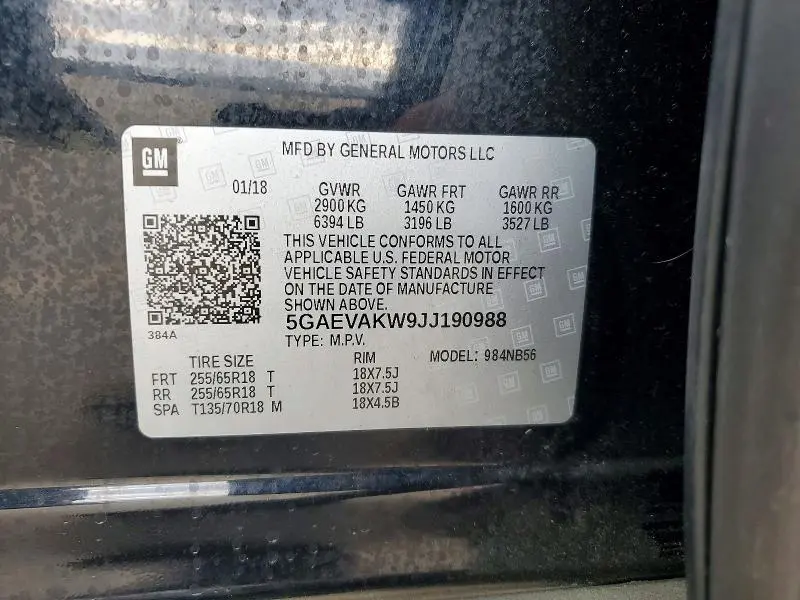 GM
MFD BY GENERAL MOTORS LLC
01/18 GVWR GAWR FRT GAWR RR
2900 KG 1450 KG 1600 KG
6394 LB 3196 LB 3527 LB
THIS VEHICLE CONFORMS TO ALL
APPLICABLE U.S. FEDERAL MOTOR
VEHICLE SAFETY STANDARDS IN EFFECT
ON THE DATE OF MANUFACTURE
SHOWN ABOVE.
384A
5GAEVAKW9JJ190988
TYPE: M.P.V. MODEL: 984NB56
TIRE SIZE RIM
FRT 255/65R18 T 18X7.5J
RR 255/65R18 T 18X7.5J
SPA T135/70R18 M 18X4.5B